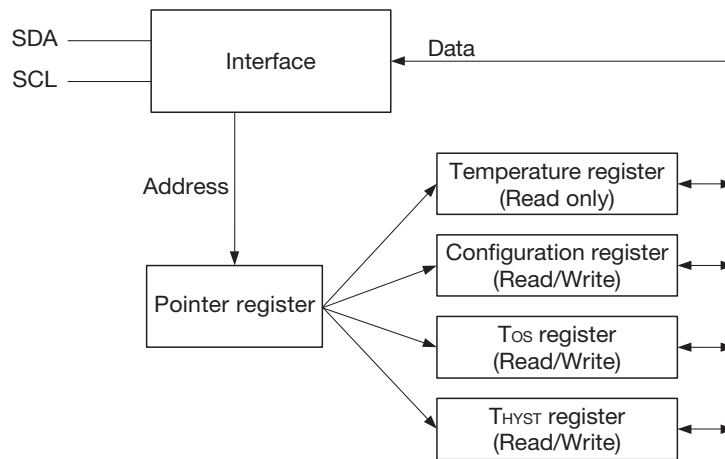 SDA
SCL
Interface
Data
Address
Temperature register
(Read only)
Configuration register
(Read/Write)
Pointer register
TOS register
(Read/Write)
THYST register
(Read/Write)